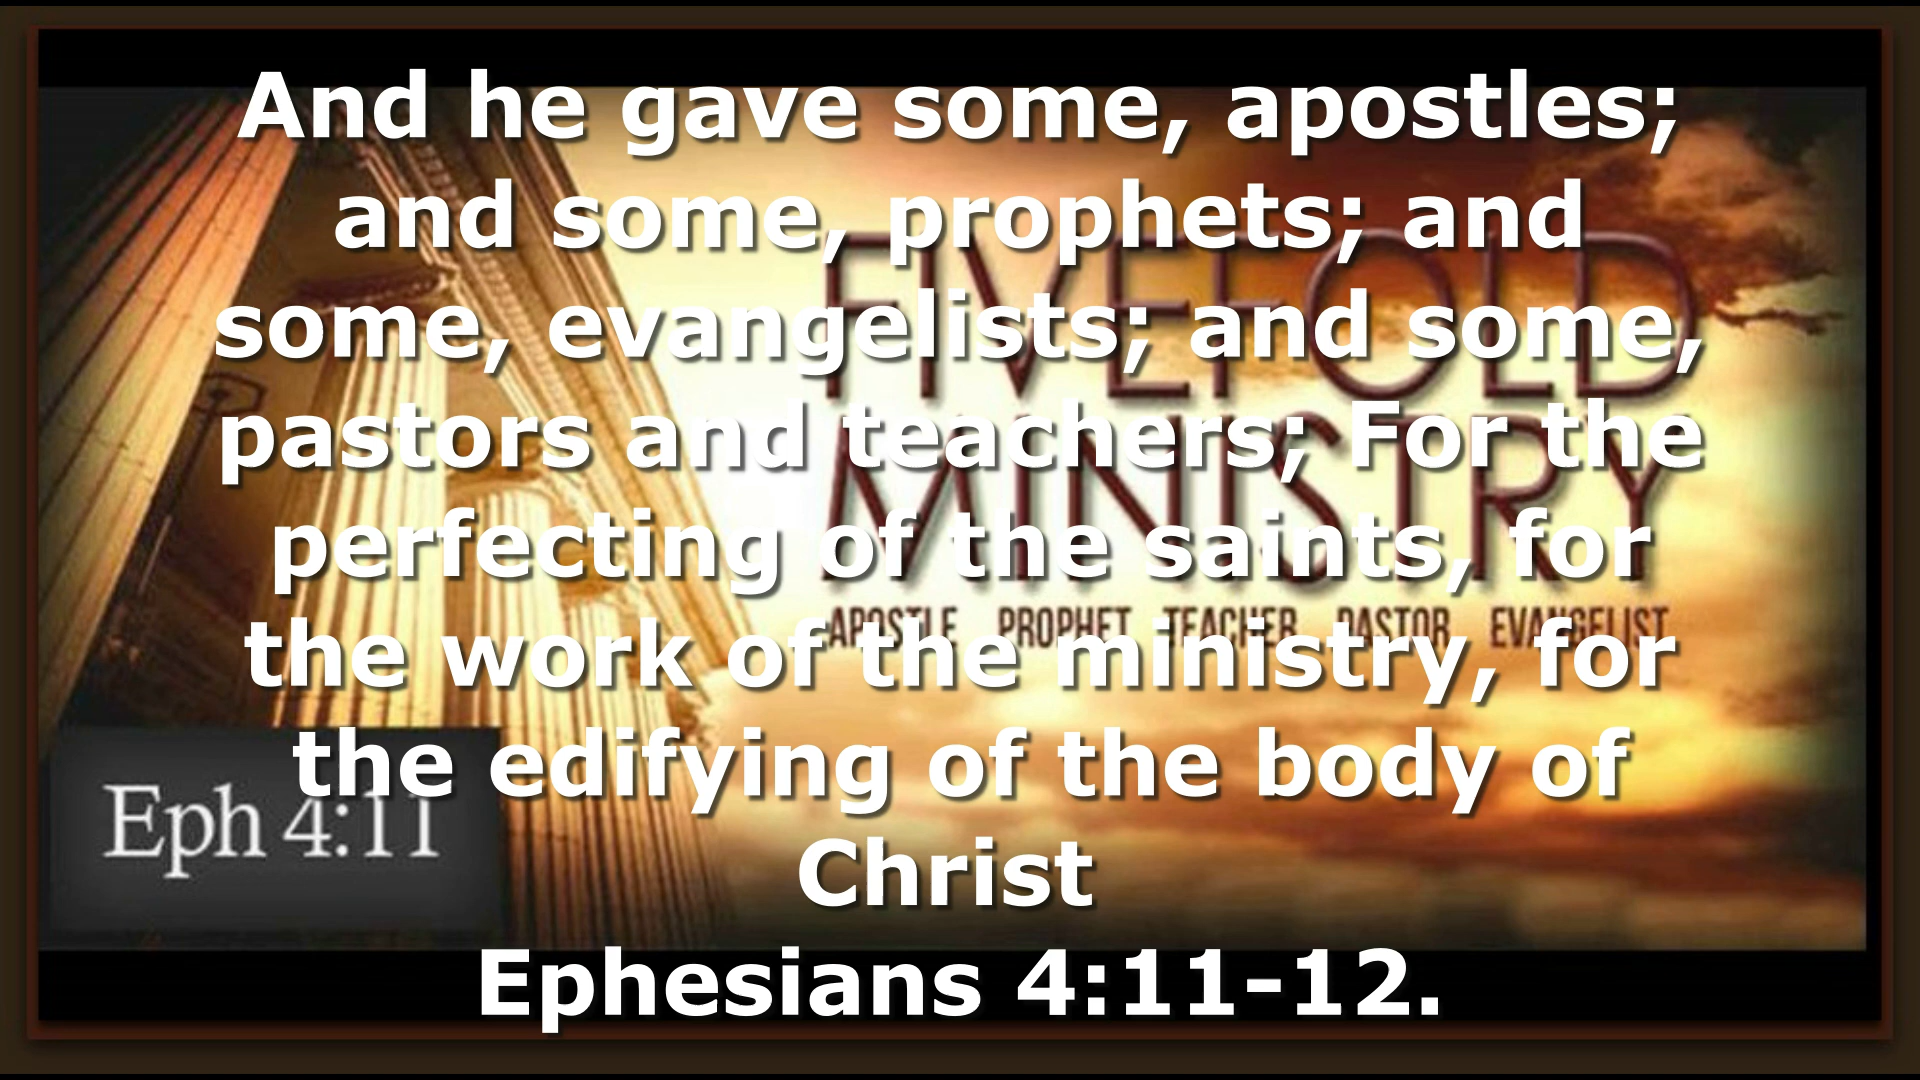 And he gave some, apostles;
and some, prophets; and
some, evangelists; and some,
pastors and teachers; For the
perfecting of the saints, for
the work of the ministry, for
the edifying of the body of
Christ
Ephesians 4:11-12.
FIVEFOLD
MINISTRY
APOSTLE PROPHET TEACHER PASTOR EVANGELIST
Eph 4:11